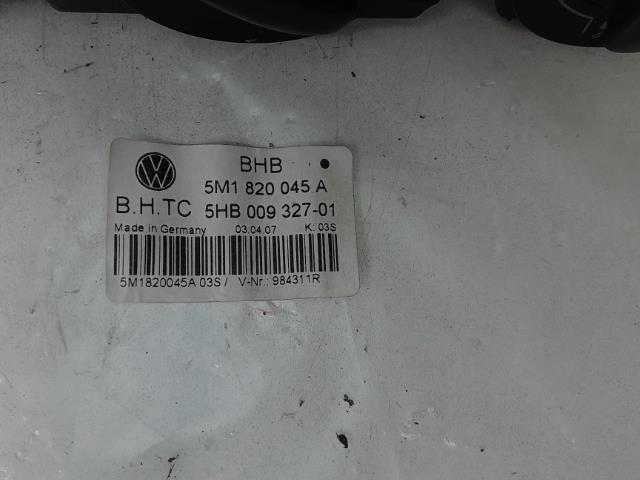 BHB
5M1 820 045 A
B.H.TC 5HB 009 327-01
Made in Germany 03.04.07 K: 03S
5M1820045A 03S / V-Nr.: 984311R